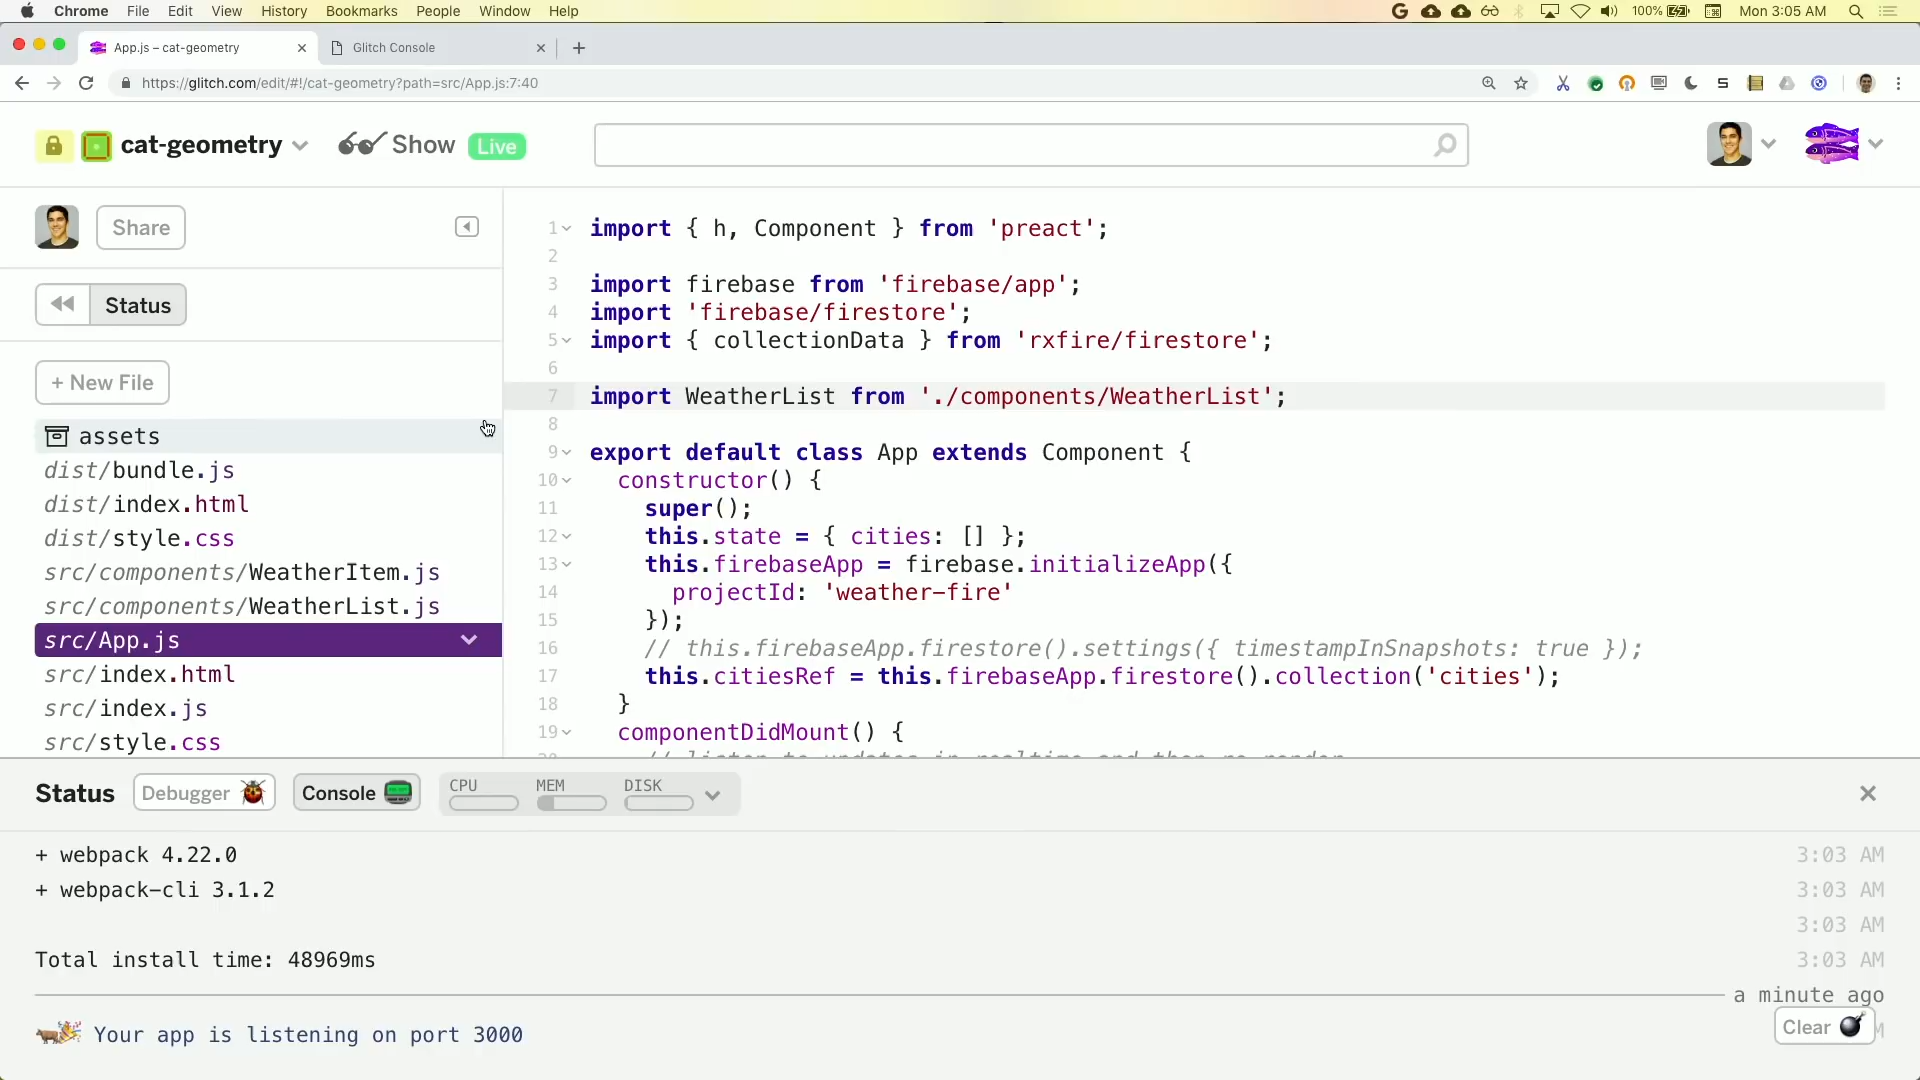 Chrome File Edit View History Bookmarks People Window Help 100% Mon 3:05 AM
App.js – cat-geometry Glitch Console
https://glitch.com/edit/#!/cat-geometry?path=src/App.js:7:40
cat-geometry Show Live
Share
Status
+ New File
assets
dist/bundle.js
dist/index.html
dist/style.css
src/components/WeatherItem.js
src/components/WeatherList.js
src/App.js
src/index.html
src/index.js
src/style.css
1 import { h, Component } from 'preact';
2
3 import firebase from 'firebase/app';
4 import 'firebase/firestore';
5 import { collectionData } from 'rxfire/firestore';
6
7 import WeatherList from './components/WeatherList';
8
9 export default class App extends Component {
10 constructor() {
11 super();
12 this.state = { cities: [] };
13 this.firebaseApp = firebase.initializeApp({
14 projectId: 'weather-fire'
15 });
16 // this.firebaseApp.firestore().settings({ timestampInSnapshots: true });
17 this.citiesRef = this.firebaseApp.firestore().collection('cities');
18 }
19 componentDidMount() {
// listen to updates in realtime and then re-render
Status Debugger Console CPU MEM DISK
+ webpack 4.22.0 3:03 AM
+ webpack-cli 3.1.2 3:03 AM
3:03 AM
Total install time: 48969ms 3:03 AM
a minute ago
Your app is listening on port 3000
Clear